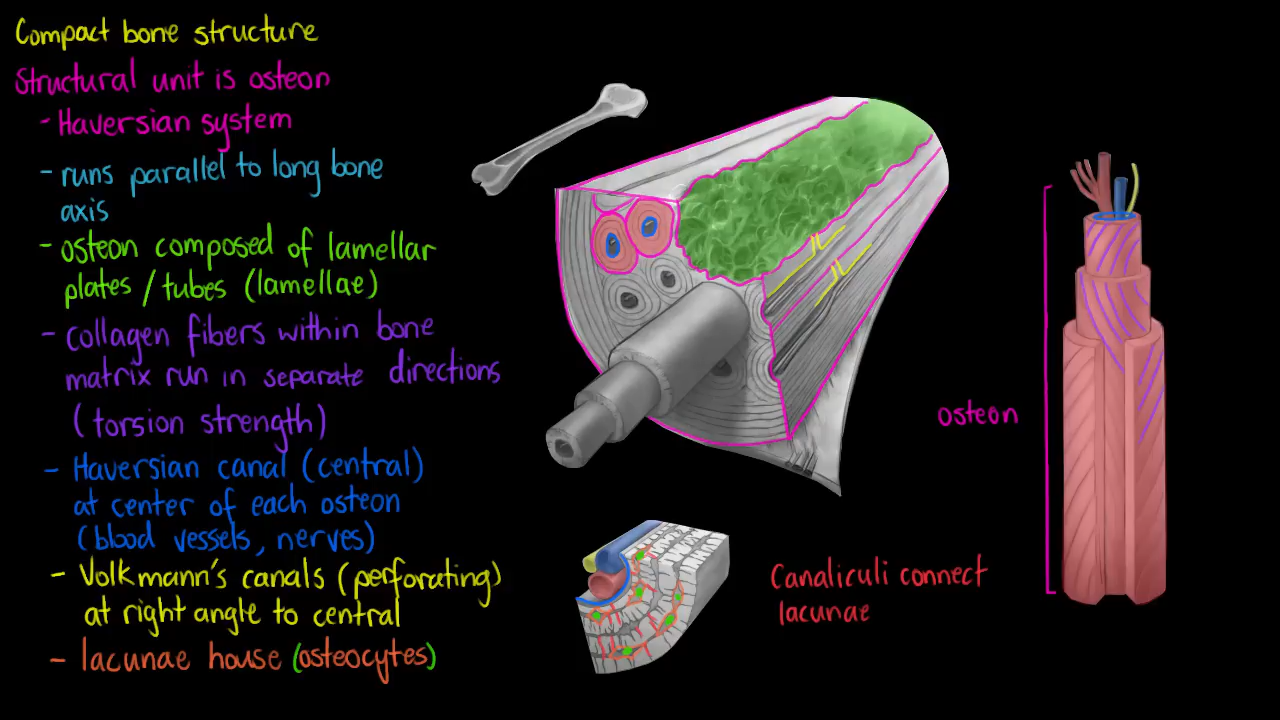 Compact bone structure
Structural unit is osteon
- Haversian system
- runs parallel to long bone
axis
- osteon composed of lamellar
plates / tubes (lamellae)
- collagen fibers within bone
matrix run in separate directions
(torsion strength)
- Haversian canal (central)
at center of each osteon
(blood vessels, nerves)
- Volkmann's canals (perforating)
at right angle to central
- lacunae house (osteocytes)
osteon
Canaliculi connect
lacunae